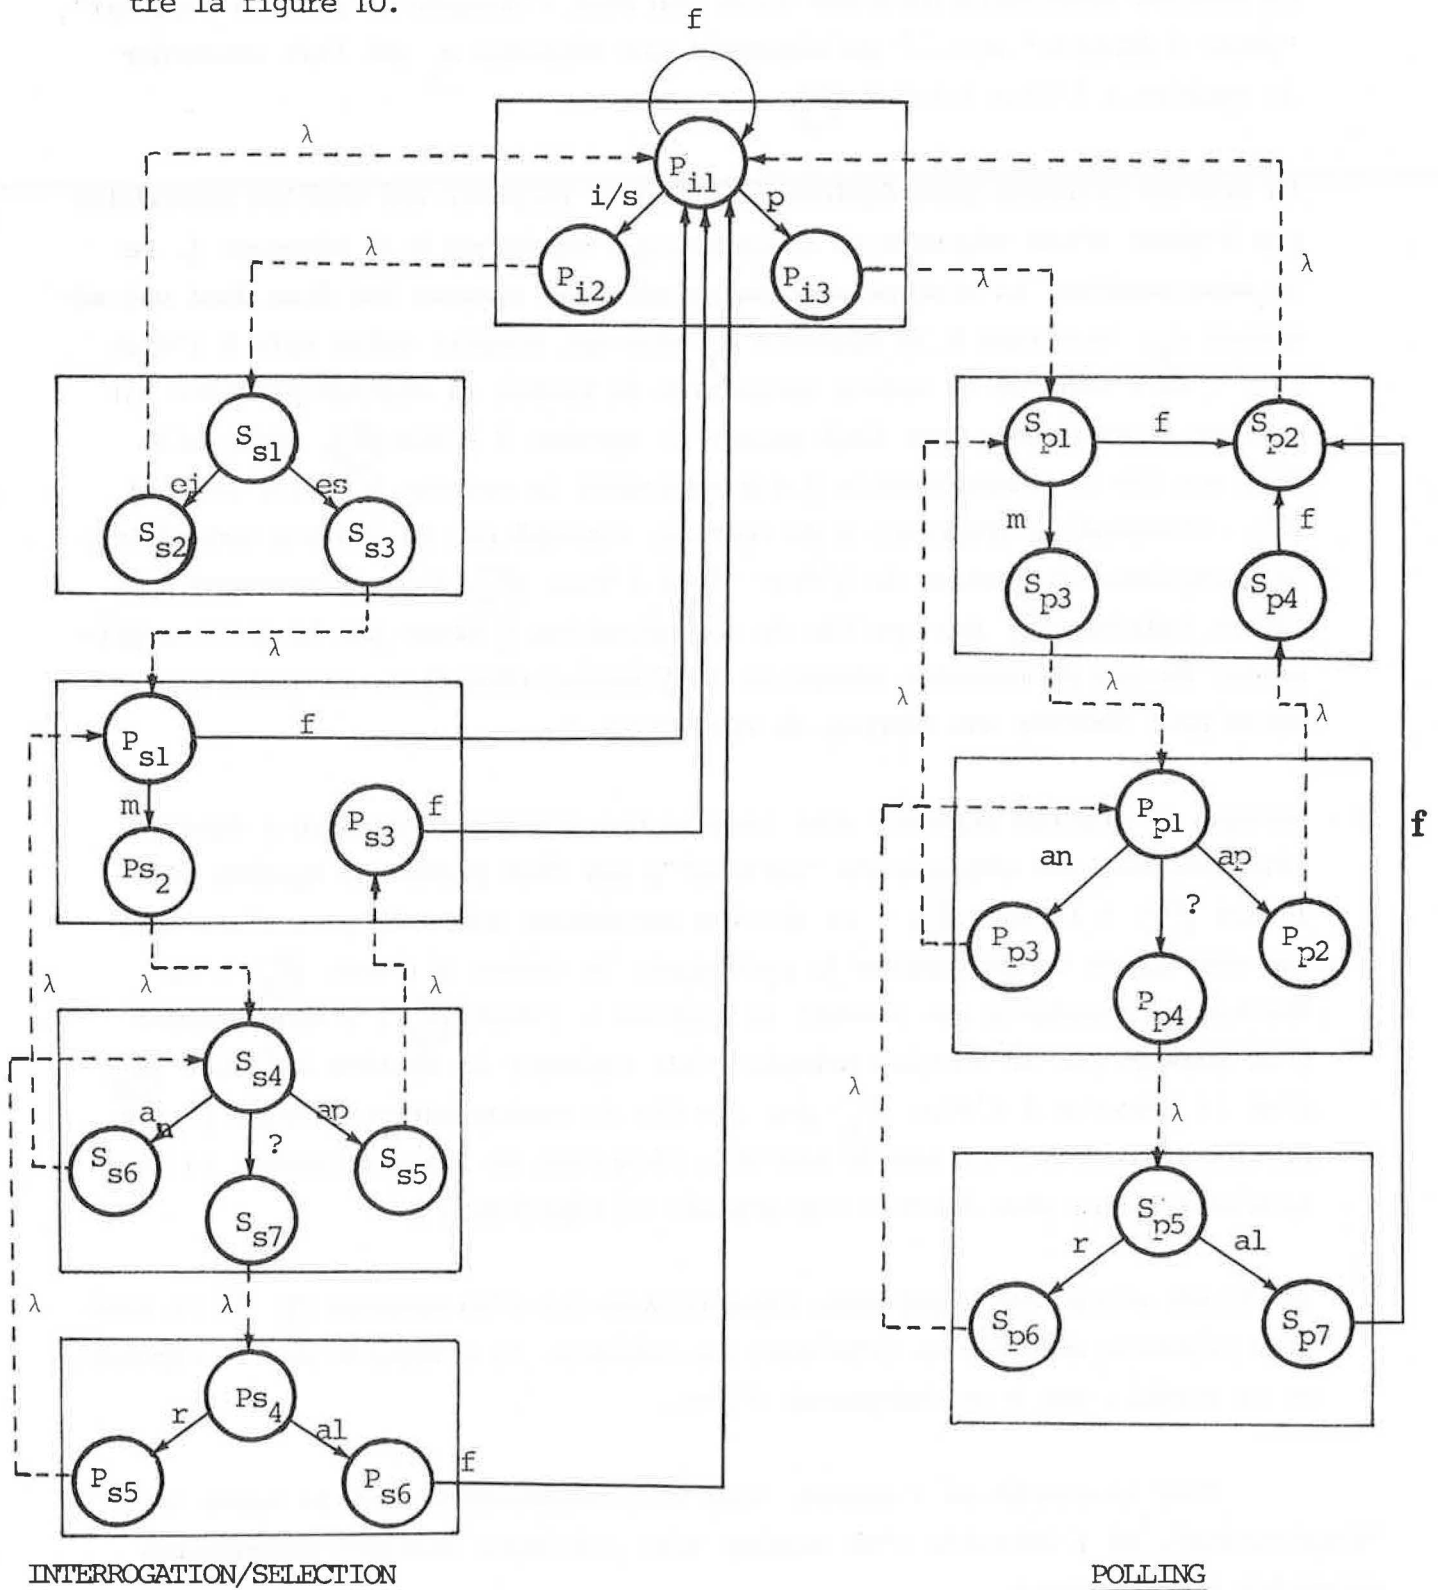 tre la figure 10.
f
λ
P i1
i/s
p
λ
P i2
P i3
λ
λ
S s1
ei
es
S s2
S s3
λ
S p1
f
S p2
m
f
S p3
S p4
λ
λ
λ
P s1
f
m
Ps 2
P s3
f
λ
λ
λ
P p1
an
?
ap
P p3
P p2
P p4
f
λ
λ
S s4
an
?
ap
S s6
S s5
S s7
λ
λ
S p5
r
al
S p6
S p7
Ps 4
r
al
P s5
P s6
f
INTERROGATION/SELECTION
POLLING